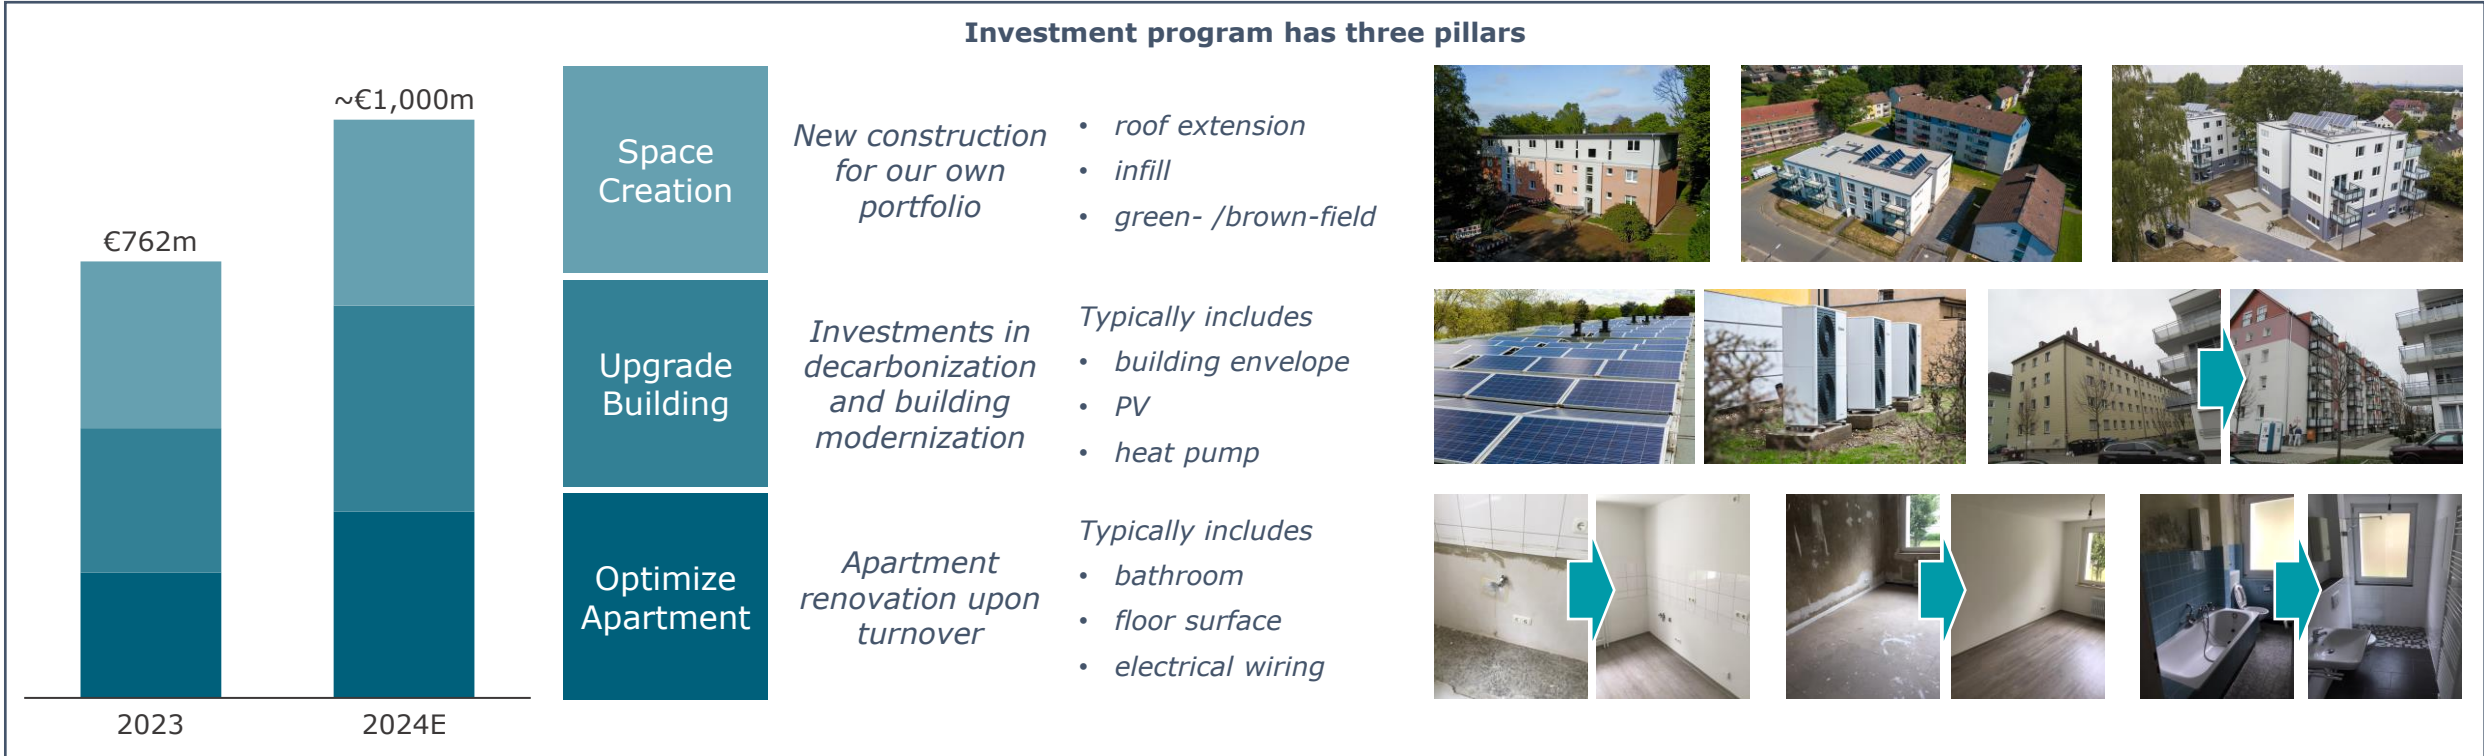 Investment program has three pillars
~€1,000m
€762m
2023
2024E
Space
Creation
New construction
for our own
portfolio
• roof extension
• infill
• green- /brown-field
Upgrade
Building
Investments in
decarbonization
and building
modernization
Typically includes
• building envelope
• PV
• heat pump
Optimize
Apartment
Apartment
renovation upon
turnover
Typically includes
• bathroom
• floor surface
• electrical wiring